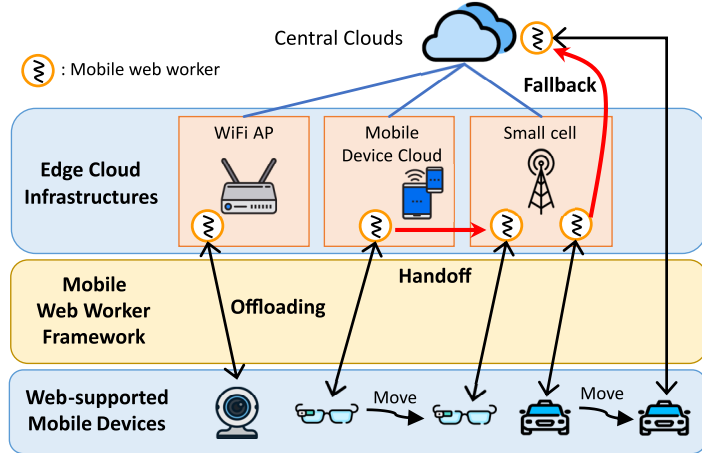 Central Clouds
: Mobile web worker
Fallback
WiFi AP
Mobile
Device Cloud
Small cell
Edge Cloud
Infrastructures
Handoff
Mobile
Web Worker
Framework
Offloading
Web-supported
Mobile Devices
Move
Move